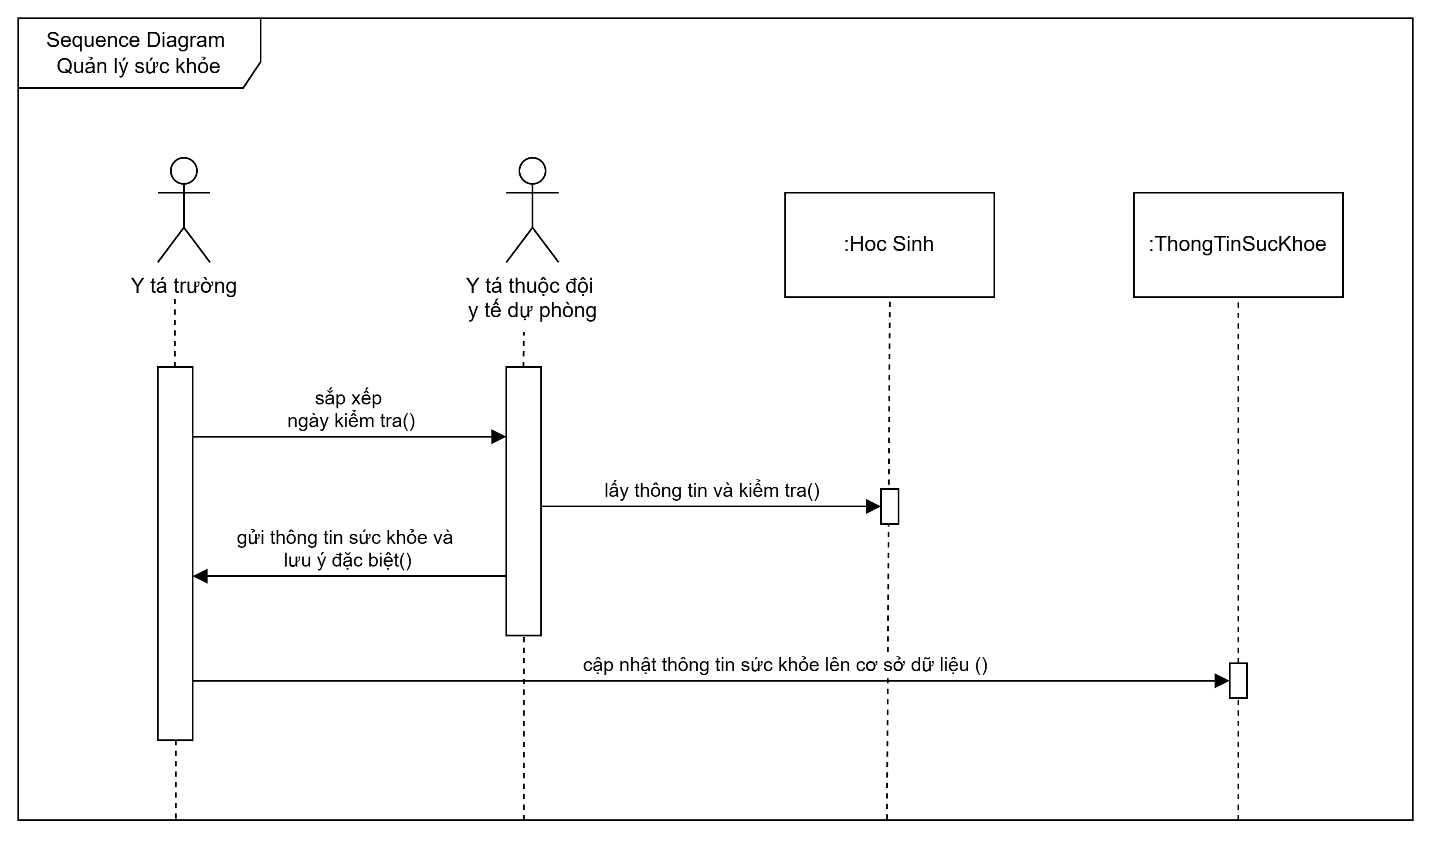 Sequence Diagram
Quản lý sức khỏe
Y tá trường
Y tá thuộc đội
y tế dự phòng
:Hoc Sinh
:ThongTinSucKhoe
sắp xếp
ngày kiểm tra()
lấy thông tin và kiểm tra()
gửi thông tin sức khỏe và
lưu ý đặc biệt()
cập nhật thông tin sức khỏe lên cơ sở dữ liệu ()